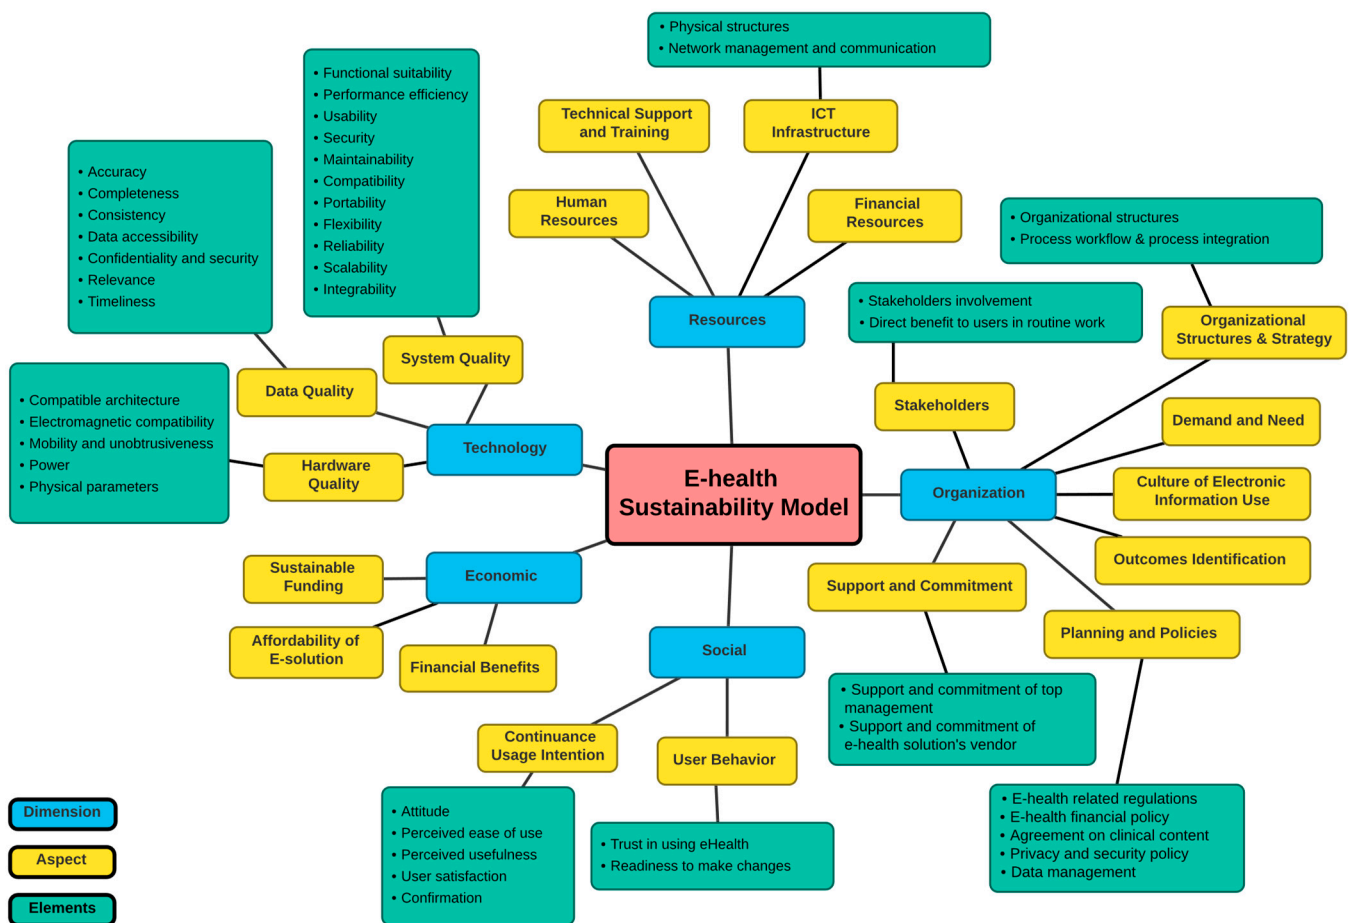 • Physical structures
• Network management and communication
• Functional suitability
• Performance efficiency
• Usability
• Security
• Maintainability
• Compatibility
• Portability
• Flexibility
• Reliability
• Scalability
• Integrability
Technical Support
and Training
ICT
Infrastructure
• Accuracy
• Completeness
• Consistency
• Data accessibility
• Confidentiality and security
• Relevance
• Timeliness
Human
Resources
Financial
Resources
• Organizational structures
• Process workflow & process integration
Resources
• Stakeholders involvement
• Direct benefit to users in routine work
Organizational
Structures & Strategy
System Quality
Data Quality
• Compatible architecture
• Electromagnetic compatibility
• Mobility and unobtrusiveness
• Power
• Physical parameters
Stakeholders
Demand and Need
Technology
Hardware
Quality
E-health
Sustainability Model
Organization
Culture of Electronic
Information Use
Outcomes Identification
Sustainable
Funding
Economic
Support and Commitment
Affordability of
E-solution
Financial Benefits
Social
Planning and Policies
• Support and commitment of top
management
• Support and commitment of
e-health solution's vendor
Continuance
Usage Intention
User Behavior
• Attitude
• Perceived ease of use
• Perceived usefulness
• User satisfaction
• Confirmation
• Trust in using eHealth
• Readiness to make changes
• E-health related regulations
• E-health financial policy
• Agreement on clinical content
• Privacy and security policy
• Data management
Dimension
Aspect
Elements